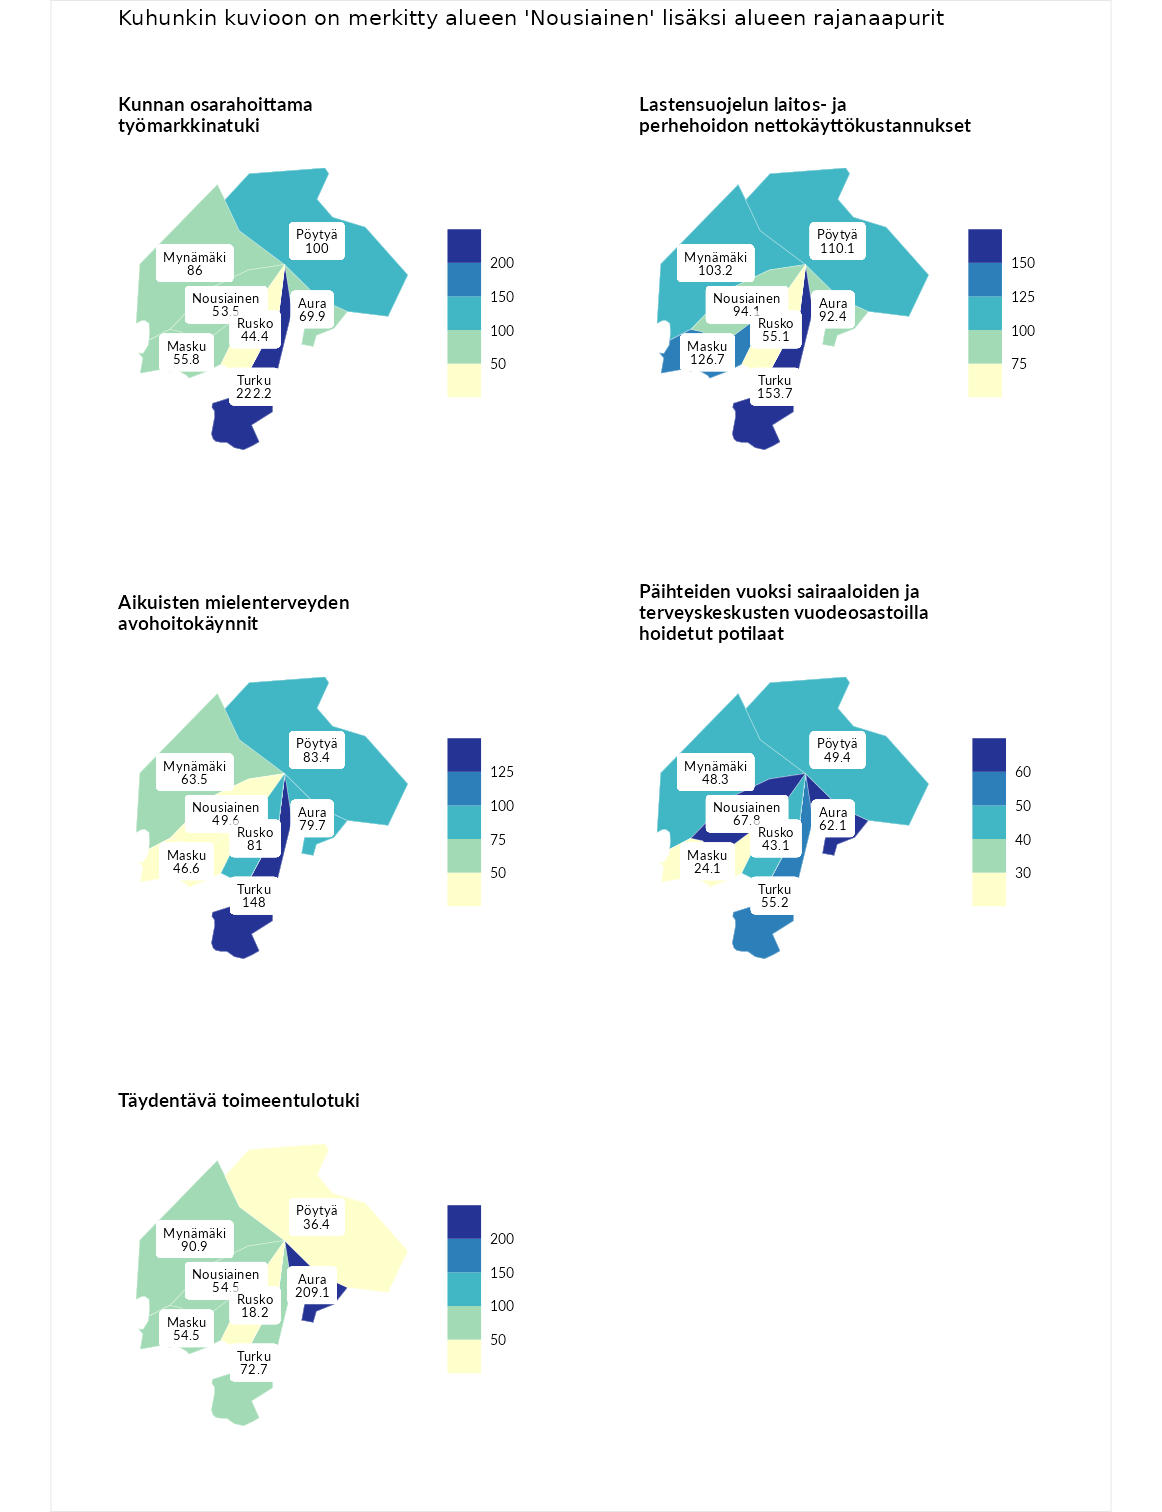 Kuhunkin kuvioon on merkitty alueen 'Nousiainen' lisäksi alueen rajanaapurit
Kunnan osarahoittama
työmarkkinatuki
Pöytyä
100
Mynämäki
86
Nousiainen
53.5
Aura
69.9
Rusko
44.4
Masku
55.8
Turku
222.2
200
150
100
50
Lastensuojelun laitos- ja
perhehoidon nettokäyttökustannukset
Pöytyä
110.1
Mynämäki
103.2
Nousiainen
94.1
Aura
92.4
Rusko
55.1
Masku
126.7
Turku
153.7
150
125
100
75
Aikuisten mielenterveyden
avohoitokäynnit
Pöytyä
83.4
Mynämäki
63.5
Nousiainen
49.6
Aura
79.7
Rusko
81
Masku
46.6
Turku
148
125
100
75
50
Päihteiden vuoksi sairaaloiden ja
terveyskeskusten vuodeosastoilla
hoidetut potilaat
Pöytyä
49.4
Mynämäki
48.3
Nousiainen
67.8
Aura
62.1
Rusko
43.1
Masku
24.1
Turku
55.2
60
50
40
30
Täydentävä toimeentulotuki
Pöytyä
36.4
Mynämäki
90.9
Nousiainen
54.5
Aura
209.1
Rusko
18.2
Masku
54.5
Turku
72.7
200
150
100
50